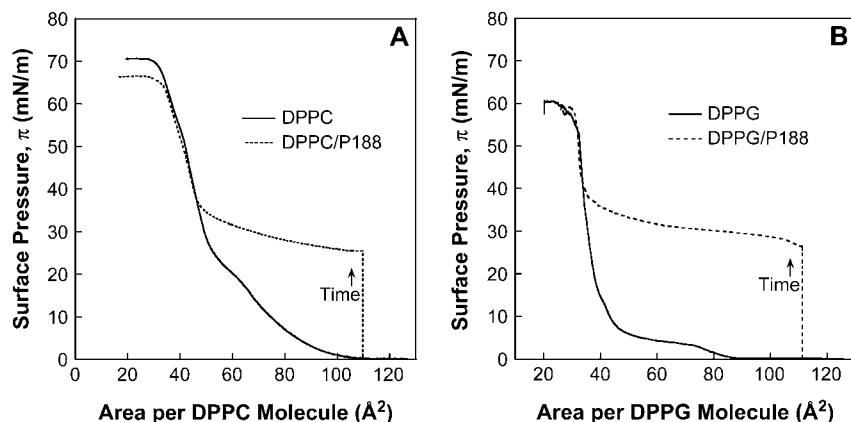 A
Surface Pressure, π (mN/m)
80
70
60
50
40
30
20
10
0
DPPC
DPPC/P188
Time
0 20 40 60 80 100 120
Area per DPPC Molecule (Å²)
B
Surface Pressure, π (mN/m)
80
70
60
50
40
30
20
10
0
DPPG
DPPG/P188
Time
20 40 60 80 100 120
Area per DPPG Molecule (Å²)